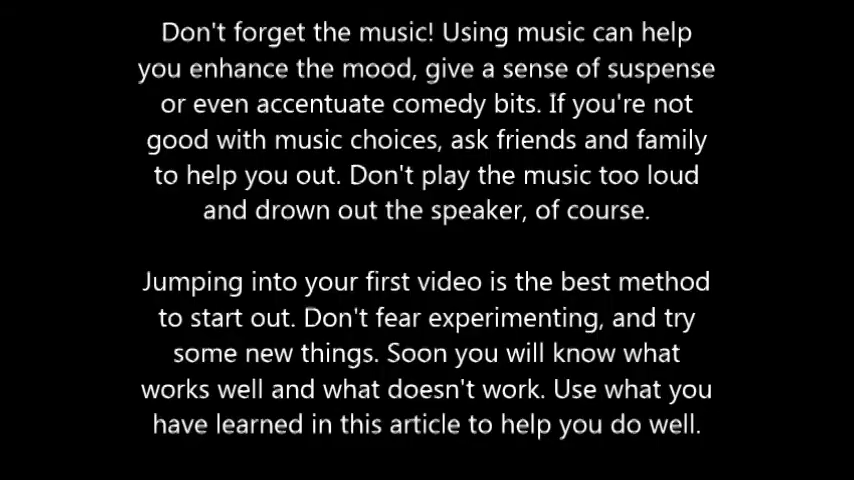 Don't forget the music! Using music can help
you enhance the mood, give a sense of suspense
or even accentuate comedy bits. If you're not
good with music choices, ask friends and family
to help you out. Don't play the music too loud
and drown out the speaker, of course.
Jumping into your first video is the best method
to start out. Don't fear experimenting, and try
some new things. Soon you will know what
works well and what doesn't work. Use what you
have learned in this article to help you do well.